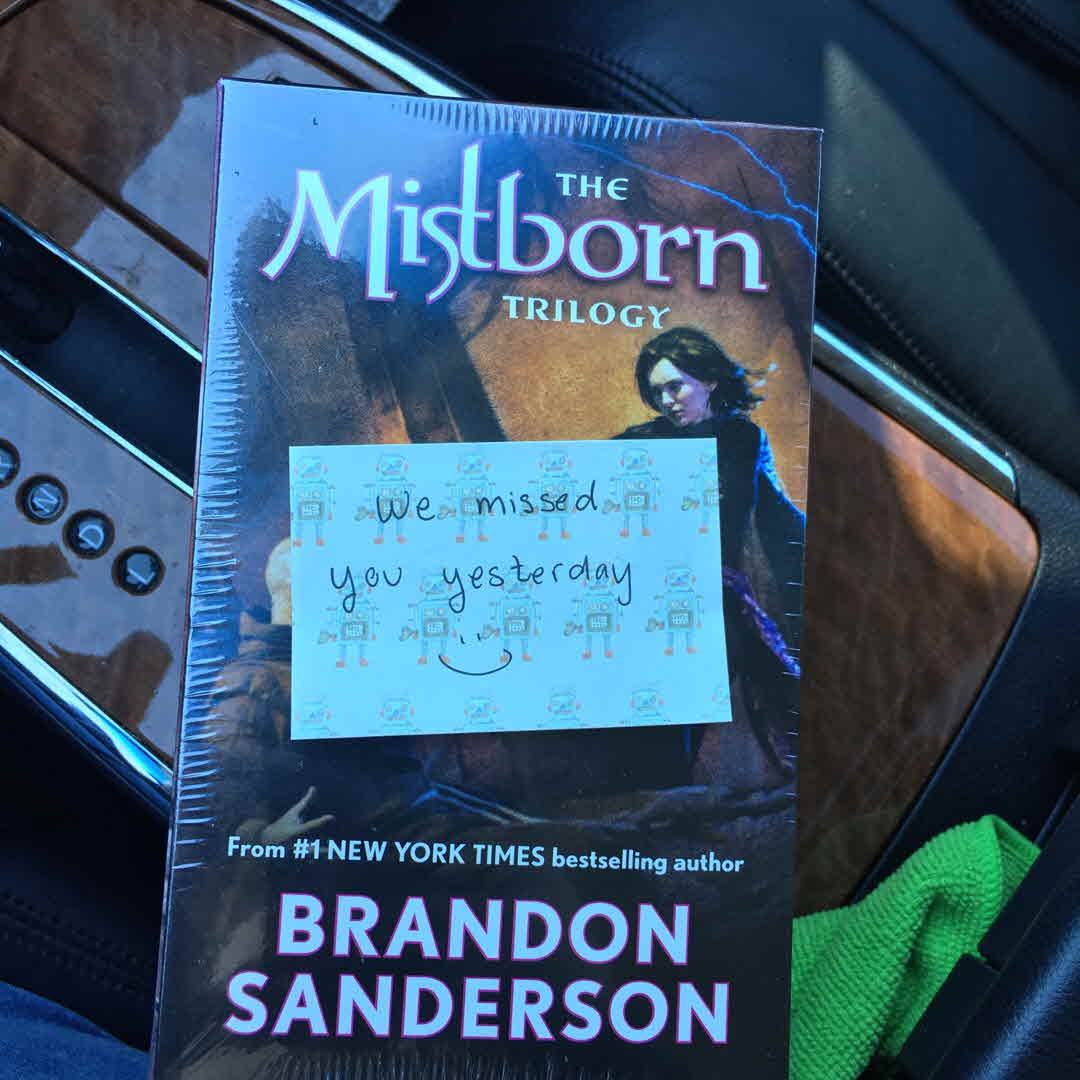 THE
Mistborn
TRILOGY
We missed
you yesterday
From #1 NEW YORK TIMES bestselling author
BRANDON
SANDERSON
N
D
L